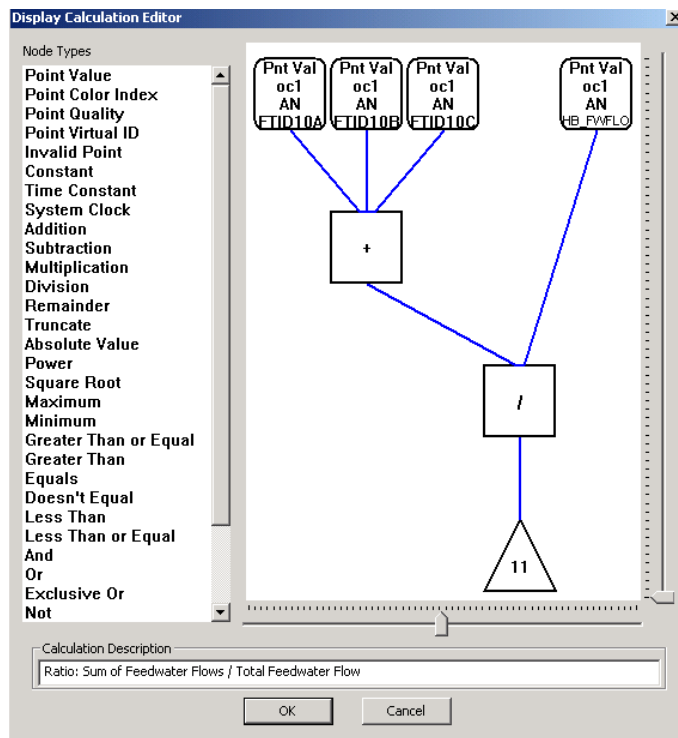 Display Calculation Editor
Node Types
Point Value
Point Color Index
Point Quality
Point Virtual ID
Invalid Point
Constant
Time Constant
System Clock
Addition
Subtraction
Multiplication
Division
Remainder
Truncate
Absolute Value
Power
Square Root
Maximum
Minimum
Greater Than or Equal
Greater Than
Equals
Doesn't Equal
Less Than
Less Than or Equal
And
Or
Exclusive Or
Not
Pnt Val
oc1
AN
FTID10A
Pnt Val
oc1
AN
FTID10B
Pnt Val
oc1
AN
FTID10C
Pnt Val
oc1
AN
HB_FWFLO
+
/
11
Calculation Description
Ratio: Sum of Feedwater Flows / Total Feedwater Flow
OK
Cancel